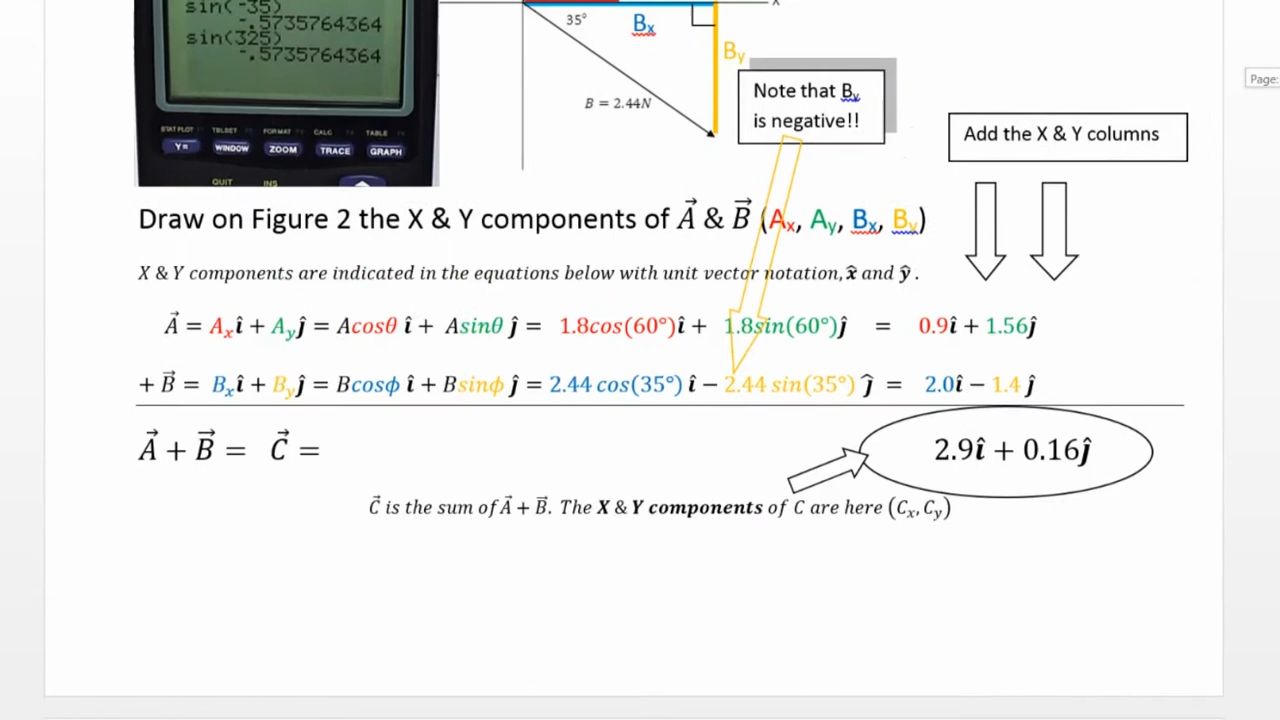 sin(-35)
-.5735764364
sin(325)
-.5735764364
STAT PLOT TBLSET FORMAT CALC TABLE
Y= WINDOW ZOOM TRACE GRAPH
QUIT INS
35°
Bx
By
B = 2.44N
x
Note that By
is negative!!
Page:
Add the X & Y columns
Draw on Figure 2 the X & Y components of A⃗ & B⃗ (Ax, Ay, Bx, By)
X & Y components are indicated in the equations below with unit vector notation, x̂ and ŷ .
A⃗ = Axî + Ayĵ = Acosθ î + Asinθ ĵ = 1.8cos(60°)î + 1.8sin(60°)ĵ = 0.9î + 1.56ĵ
+ B⃗ = Bxî + Byĵ = Bcosϕ î + Bsinϕ ĵ = 2.44 cos(35°) î − 2.44 sin(35°) ĵ = 2.0î − 1.4 ĵ
A⃗ + B⃗ = C⃗ = 2.9î + 0.16ĵ
C⃗ is the sum of A⃗ + B⃗. The X & Y components of C are here (Cx, Cy)